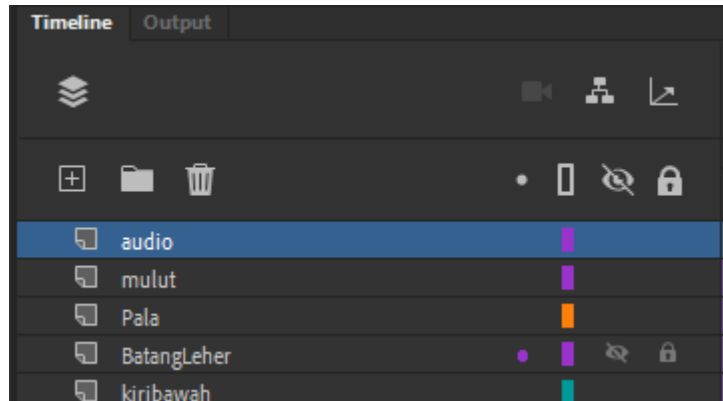 Timeline Output
audio
mulut
Pala
BatangLeher
kiribawah